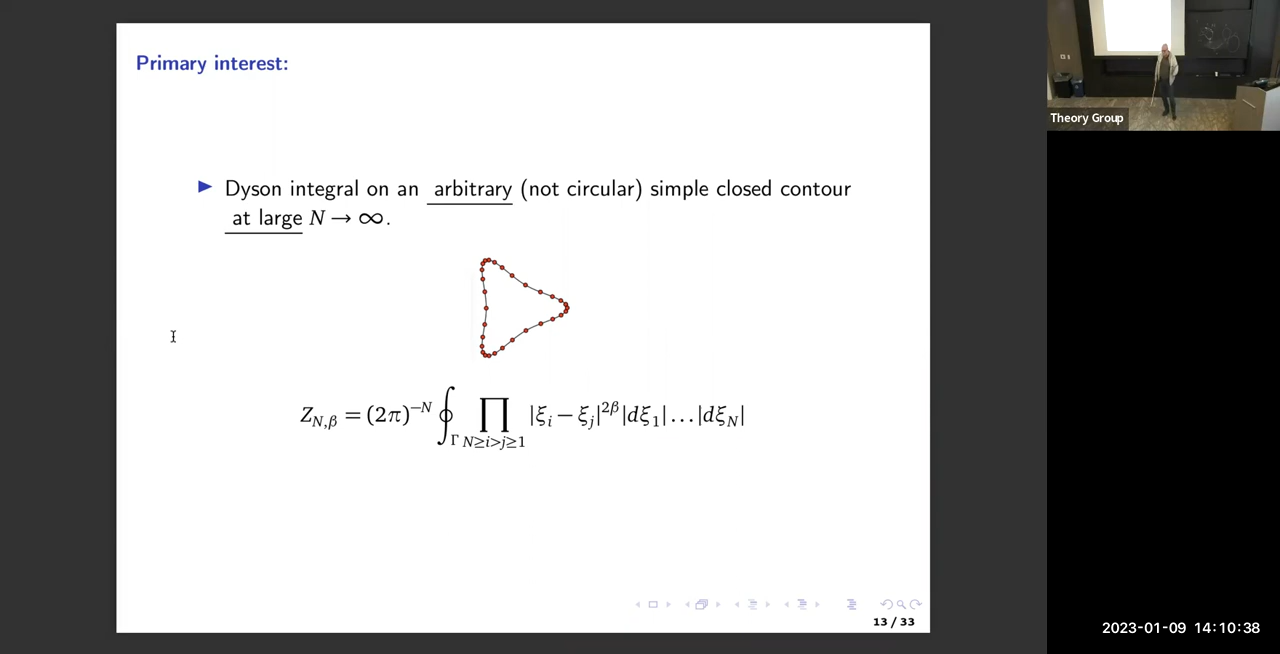 Primary interest:
▶ Dyson integral on an arbitrary (not circular) simple closed contour
at large N → ∞.
Z_{N,β} = (2π)^{−N} ∮_Γ ∏_{N≥i>j≥1} |ξ_i − ξ_j|^{2β} |dξ_1| … |dξ_N|
13 / 33
Theory Group
2023-01-09 14:10:38